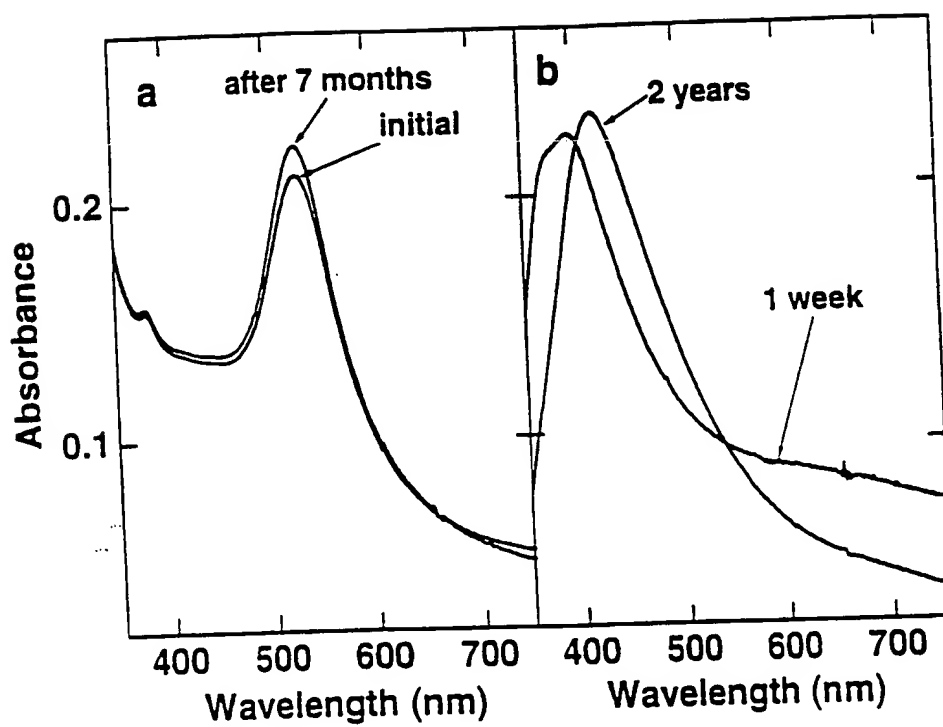 a
after 7 months
initial
b
2 years
1 week
0.2
0.1
Absorbance
400 500 600 700
400 500 600 700
Wavelength (nm)
Wavelength (nm)